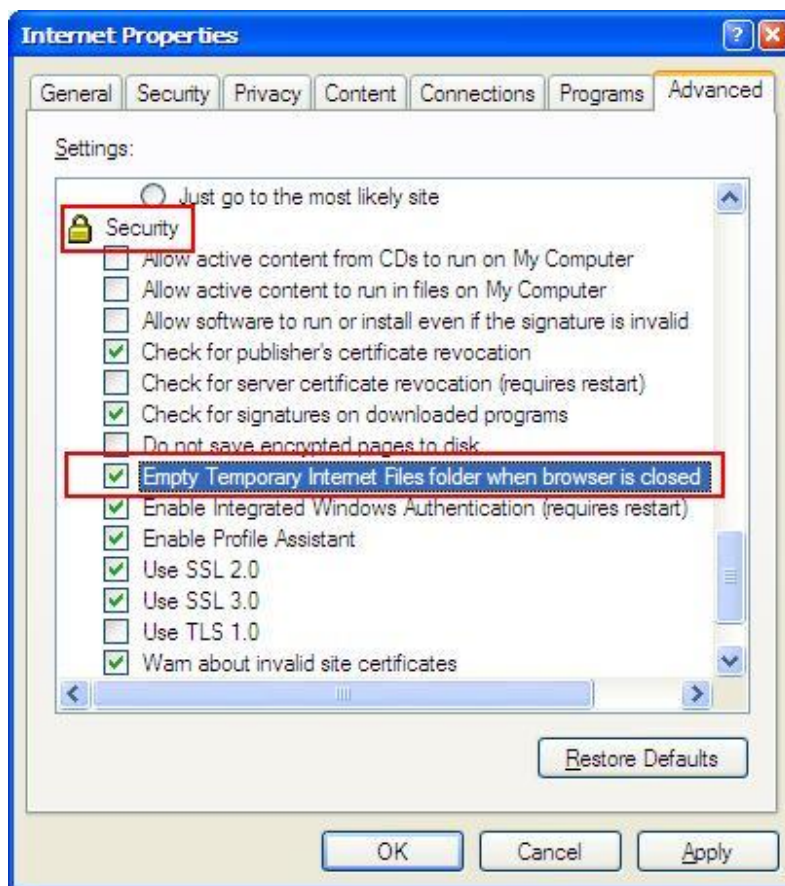 Internet Properties
General Security Privacy Content Connections Programs Advanced
Settings:
Just go to the most likely site
Security
Allow active content from CDs to run on My Computer
Allow active content to run in files on My Computer
Allow software to run or install even if the signature is invalid
Check for publisher's certificate revocation
Check for server certificate revocation (requires restart)
Check for signatures on downloaded programs
Do not save encrypted pages to disk
Empty Temporary Internet Files folder when browser is closed
Enable Integrated Windows Authentication (requires restart)
Enable Profile Assistant
Use SSL 2.0
Use SSL 3.0
Use TLS 1.0
Warn about invalid site certificates
Restore Defaults
OK Cancel Apply